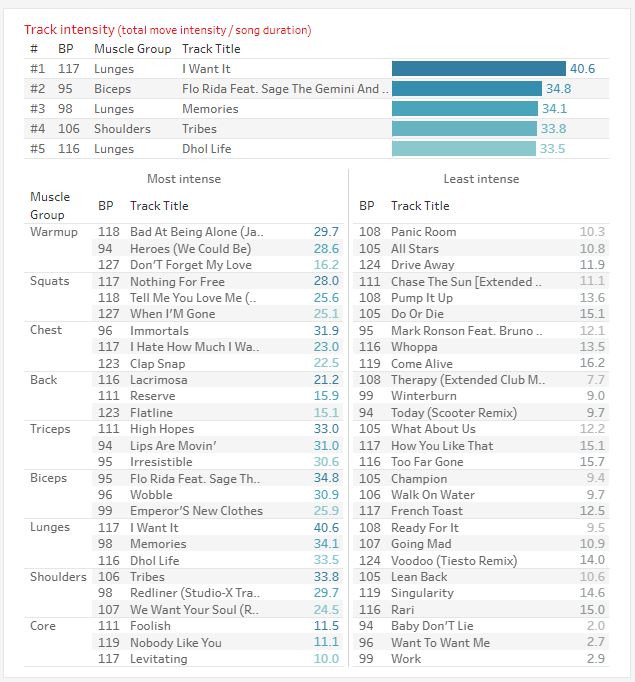 Track intensity (total move intensity / song duration)
# BP Muscle Group Track Title
#1 117 Lunges I Want It 40.6
#2 95 Biceps Flo Rida Feat. Sage The Gemini And .. 34.8
#3 98 Lunges Memories 34.1
#4 106 Shoulders Tribes 33.8
#5 116 Lunges Dhol Life 33.5
Most intense Least intense
Muscle
Group BP Track Title BP Track Title
Warmup 118 Bad At Being Alone (Ja.. 29.7 108 Panic Room 10.3
94 Heroes (We Could Be) 28.6 105 All Stars 10.8
127 Don'T Forget My Love 16.2 124 Drive Away 11.9
Squats 117 Nothing For Free 28.0 111 Chase The Sun [Extended .. 11.1
118 Tell Me You Love Me (.. 25.6 108 Pump It Up 13.6
127 When I'M Gone 25.1 105 Do Or Die 15.1
Chest 96 Immortals 31.9 95 Mark Ronson Feat. Bruno .. 12.1
117 I Hate How Much I Wa.. 23.0 116 Whoppa 13.5
123 Clap Snap 22.5 119 Come Alive 16.2
Back 116 Lacrimosa 21.2 108 Therapy (Extended Club M.. 7.7
111 Reserve 15.9 99 Winterburn 9.0
123 Flatline 15.1 94 Today (Scooter Remix) 9.7
Triceps 111 High Hopes 33.0 105 What About Us 12.2
94 Lips Are Movin' 31.0 117 How You Like That 15.1
95 Irresistible 30.6 116 Too Far Gone 15.7
Biceps 95 Flo Rida Feat. Sage Th.. 34.8 105 Champion 9.4
96 Wobble 30.9 106 Walk On Water 9.7
99 Emperor'S New Clothes 25.9 117 French Toast 12.5
Lunges 117 I Want It 40.6 108 Ready For It 9.5
98 Memories 34.1 107 Going Mad 10.9
116 Dhol Life 33.5 124 Voodoo (Tiesto Remix) 14.0
Shoulders 106 Tribes 33.8 105 Lean Back 10.6
98 Redliner (Studio-X Tra.. 29.7 119 Singularity 14.6
107 We Want Your Soul (R.. 24.5 116 Rari 15.0
Core 111 Foolish 11.5 94 Baby Don'T Lie 2.0
119 Nobody Like You 11.1 96 Want To Want Me 2.7
117 Levitating 10.0 99 Work 2.9